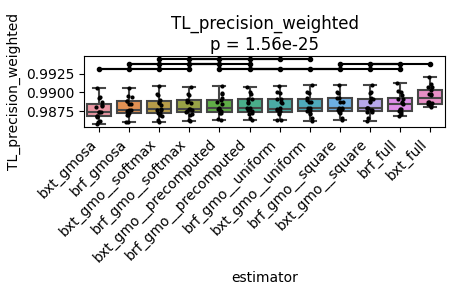 TL_precision_weighted
p = 1.56e-25
TL_precision_weighted
0.9925
0.9900
0.9875
bxt_gmosa
brf_gmosa
bxt_gmo__softmax
brf_gmo__softmax
bxt_gmo__precomputed
brf_gmo__precomputed
brf_gmo__uniform
bxt_gmo__uniform
brf_gmo__square
bxt_gmo__square
brf_full
bxt_full
estimator